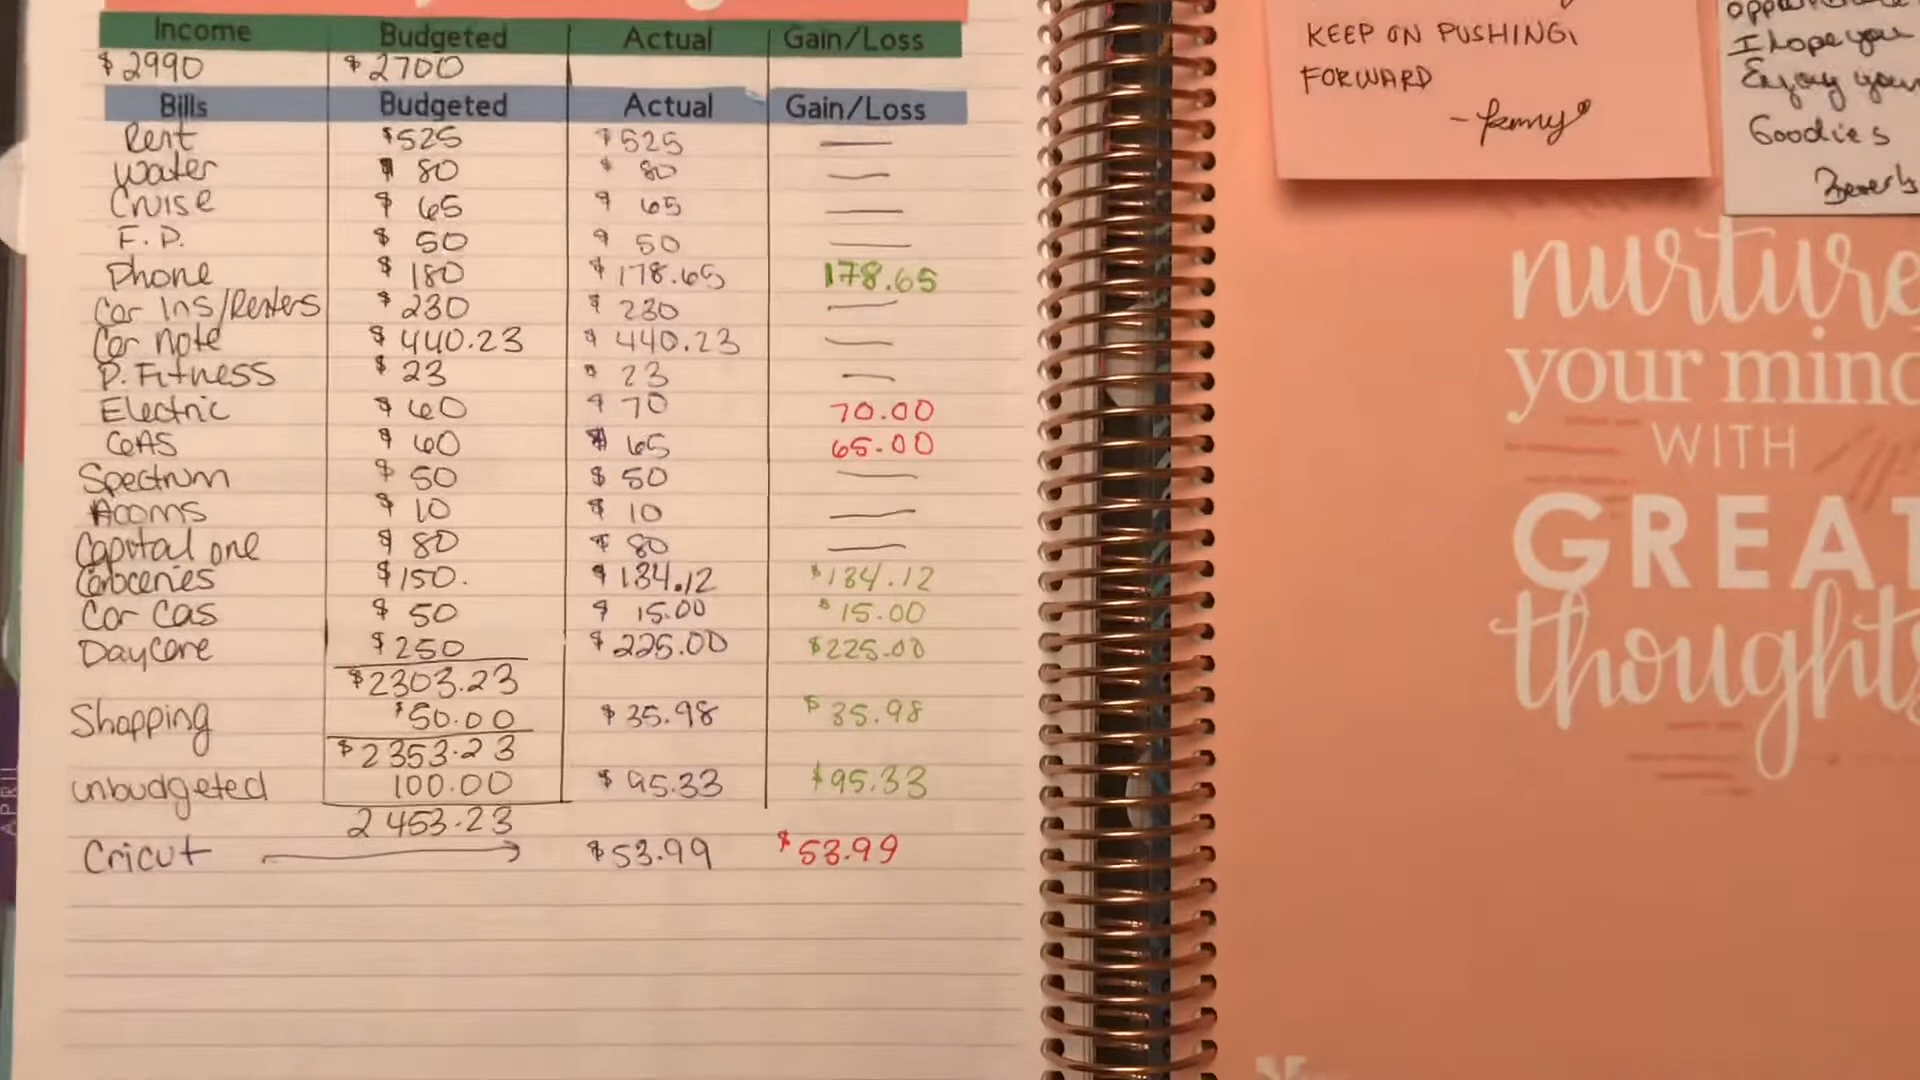 Income Budgeted Actual Gain/Loss
$2990 $2700
Bills Budgeted Actual Gain/Loss
Rent $525 $525 —
Water $ 80 $ 80 —
Cruise $ 65 $ 65 —
F.P. $ 50 $ 50 —
Phone $ 180 $178.65 178.65
Car Ins/Renters $ 230 $ 230 —
Car note $ 440.23 $ 440.23 —
P. Fitness $ 23 $ 23 —
Electric $ 60 $ 70 70.00
GAS $ 60 $ 65 65.00
Spectrum $ 50 $ 50 —
$ 10 $ 10 —
Capital one $ 80 $ 80 —
Groceries $150. $134.12 $134.12
Car Gas $ 50 $ 15.00 $15.00
Daycare $250 $225.00 $225.00
$2303.23
Shopping $50.00 $35.98 $35.98
$2353.23
unbudgeted 100.00 $95.33 $95.33
2453.23
Cricut → $53.99 $53.99
APRIL
KEEP ON PUSHING,
FORWARD
I hope you
Enjoy your
Goodies
nurture
your mind
WITH
GREAT
thoughts